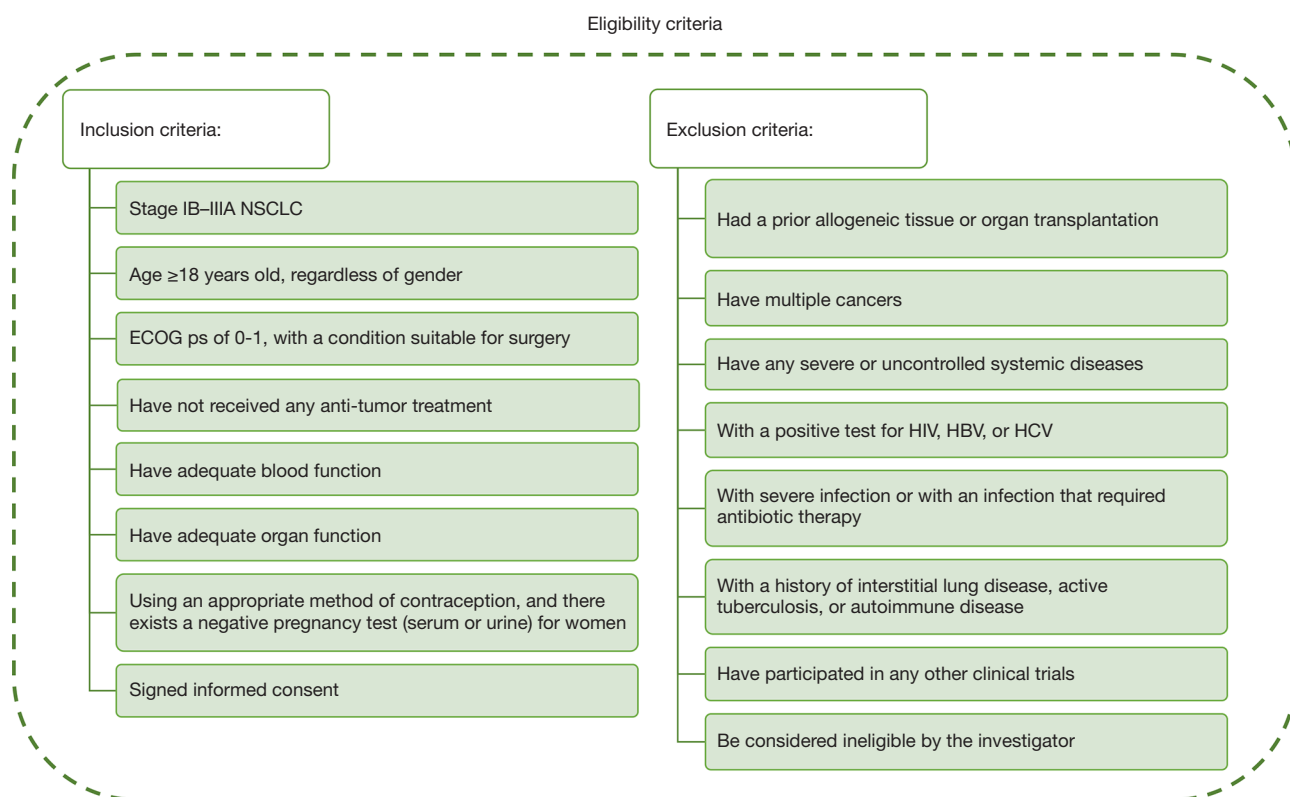 Eligibility criteria
Inclusion criteria:
Stage IB–IIIA NSCLC
Age ≥18 years old, regardless of gender
ECOG ps of 0-1, with a condition suitable for surgery
Have not received any anti-tumor treatment
Have adequate blood function
Have adequate organ function
Using an appropriate method of contraception, and there
exists a negative pregnancy test (serum or urine) for women
Signed informed consent
Exclusion criteria:
Had a prior allogeneic tissue or organ transplantation
Have multiple cancers
Have any severe or uncontrolled systemic diseases
With a positive test for HIV, HBV, or HCV
With severe infection or with an infection that required
antibiotic therapy
With a history of interstitial lung disease, active
tuberculosis, or autoimmune disease
Have participated in any other clinical trials
Be considered ineligible by the investigator